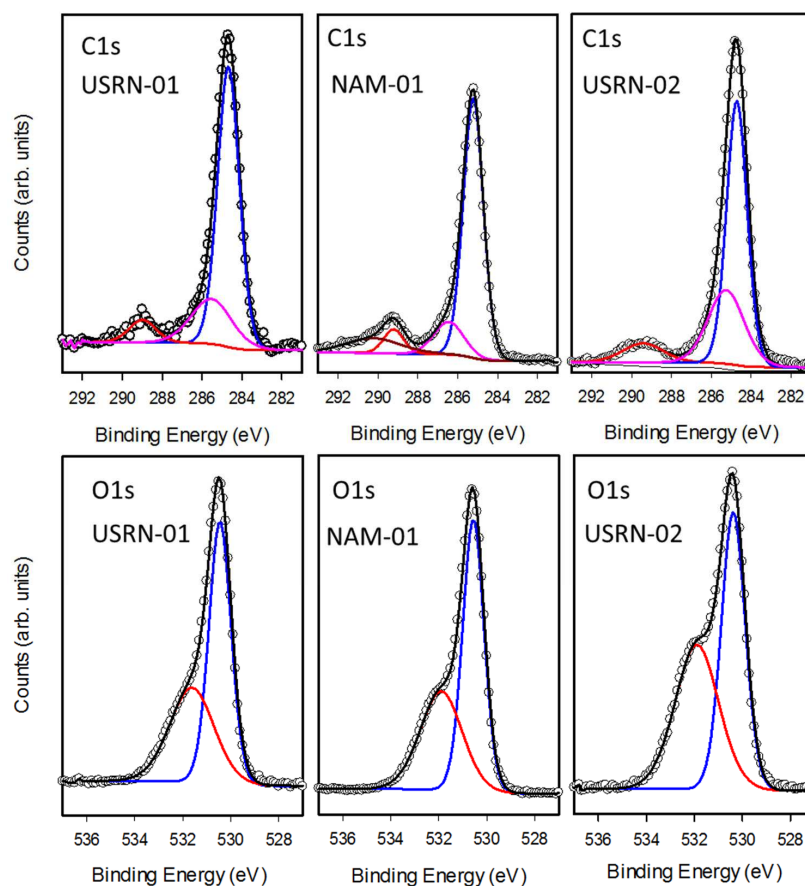 C1s
USRN-01
C1s
NAM-01
C1s
USRN-02
Counts (arb. units)
292 290 288 286 284 282
292 290 288 286 284 282
292 290 288 286 284 282
Binding Energy (eV)
Binding Energy (eV)
Binding Energy (eV)
O1s
USRN-01
O1s
NAM-01
O1s
USRN-02
Counts (arb. units)
536 534 532 530 528
536 534 532 530 528
536 534 532 530 528
Binding Energy (eV)
Binding Energy (eV)
Binding Energy (eV)